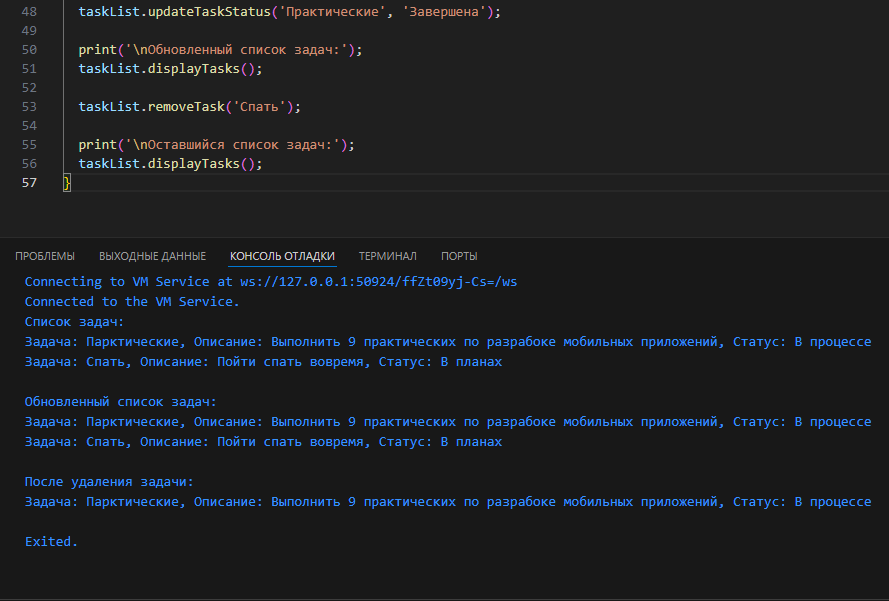 48 taskList.updateTaskStatus('Практические', 'Завершена');
49
50 print('\nОбновленный список задач:');
51 taskList.displayTasks();
52
53 taskList.removeTask('Спать');
54
55 print('\nОставшийся список задач:');
56 taskList.displayTasks();
57 }
ПРОБЛЕМЫ ВЫХОДНЫЕ ДАННЫЕ КОНСОЛЬ ОТЛАДКИ ТЕРМИНАЛ ПОРТЫ
Connecting to VM Service at ws://127.0.0.1:50924/ffZt09yj-Cs=/ws
Connected to the VM Service.
Список задач:
Задача: Парктические, Описание: Выполнить 9 практических по разрабоке мобильных приложений, Статус: В процессе
Задача: Спать, Описание: Пойти спать вовремя, Статус: В планах
Обновленный список задач:
Задача: Парктические, Описание: Выполнить 9 практических по разрабоке мобильных приложений, Статус: В процессе
Задача: Спать, Описание: Пойти спать вовремя, Статус: В планах
После удаления задачи:
Задача: Парктические, Описание: Выполнить 9 практических по разрабоке мобильных приложений, Статус: В процессе
Exited.